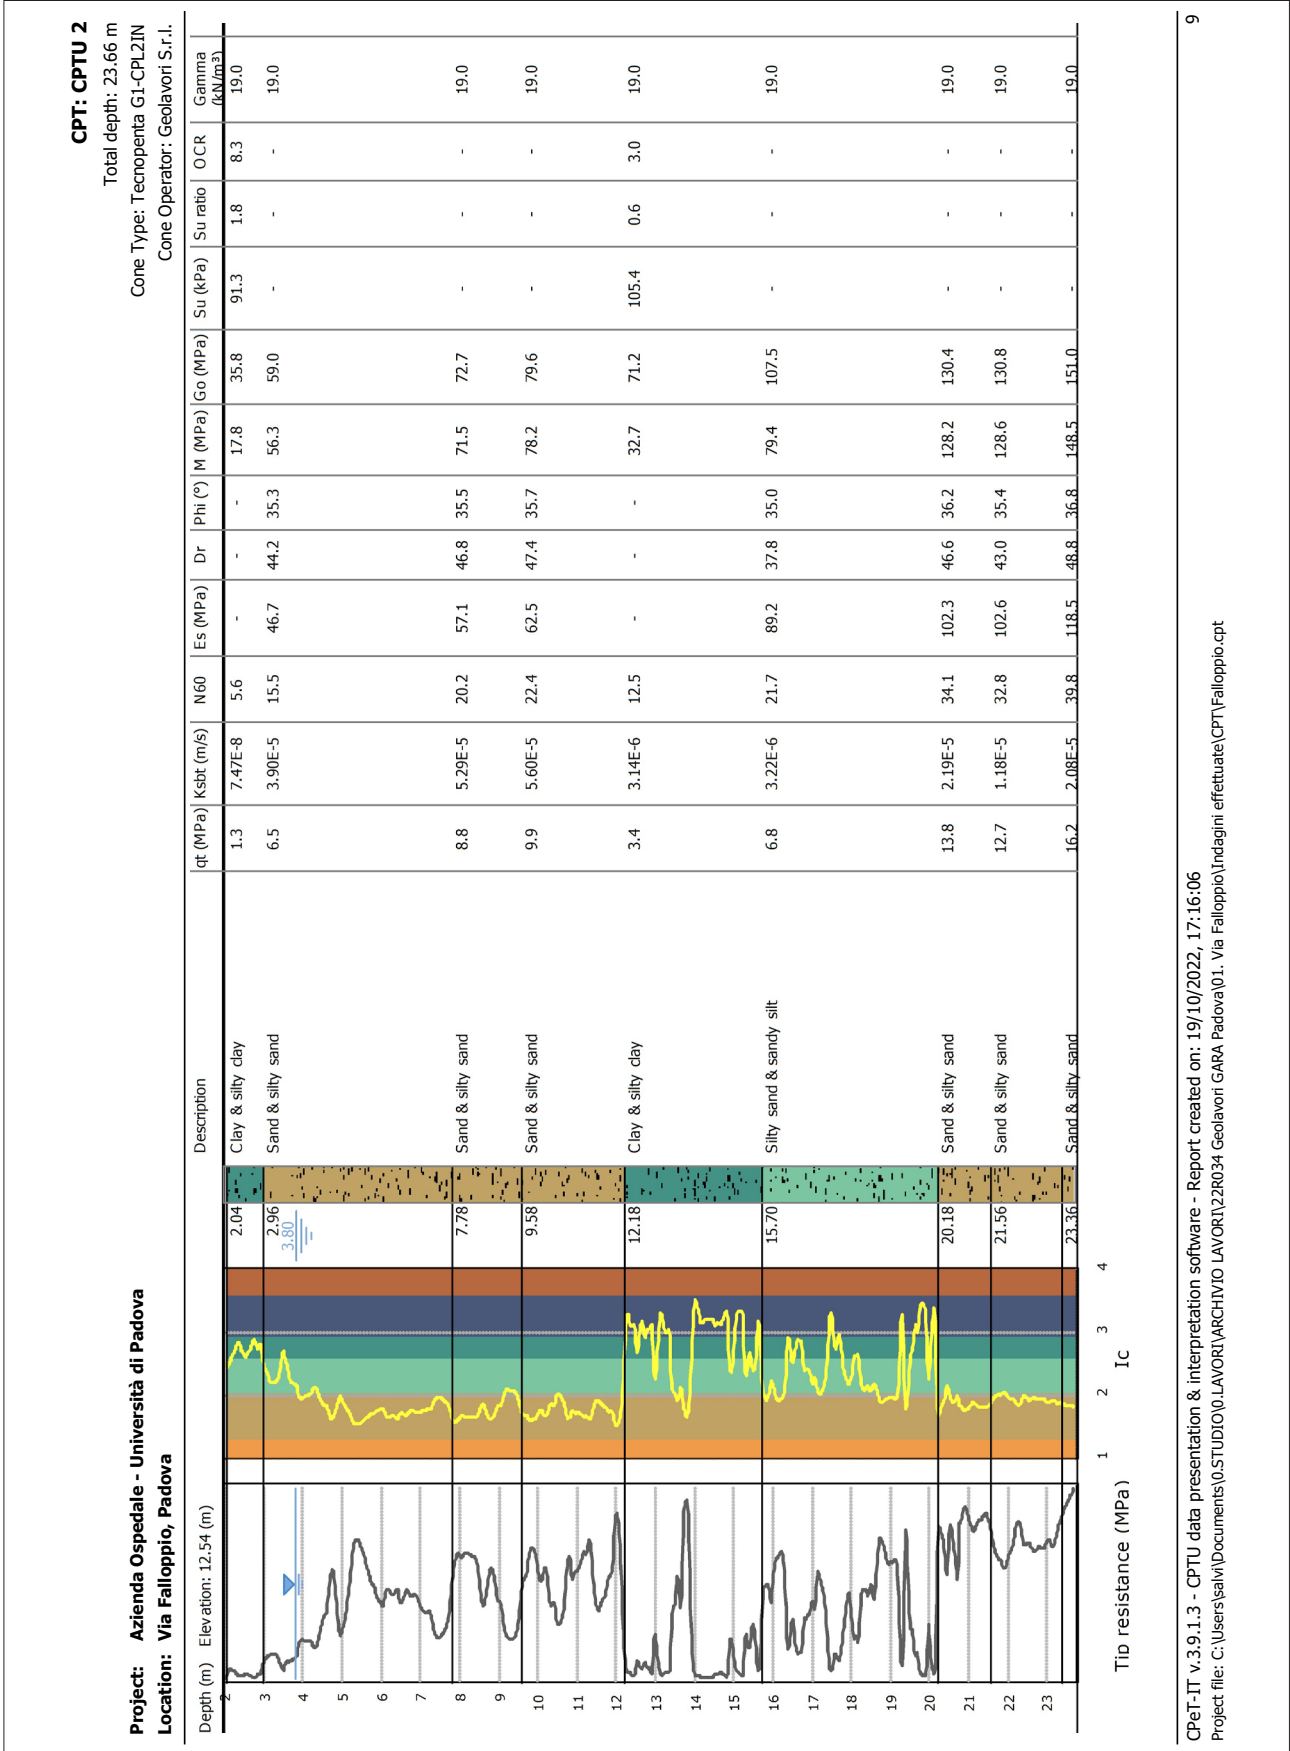 CPT: CPTU 2
Project: Azienda Ospedale - Università di Padova
Total depth: 23.66 m
Cone Type: Tecnopenta G1-CPL2IN
Location: Via Falloppio, Padova
Cone Operator: Geolavori S.r.l.
Depth (m) Elevation: 12.54 (m) Description qt (MPa) Ksbt (m/s) N60 Es (MPa) Dr Phi (°) M (MPa) Go (MPa) Su (kPa) Su ratio OCR Gamma (kN/m³)
2.04 Clay & silty clay 1.3 7.47E-8 5.6 - - - 17.8 35.8 91.3 1.8 8.3 19.0
2.96 Sand & silty sand 6.5 3.90E-5 15.5 46.7 44.2 35.3 56.3 59.0 - - - 19.0
3.80
7.78 Sand & silty sand 8.8 5.29E-5 20.2 57.1 46.8 35.5 71.5 72.7 - - - 19.0
9.58 Sand & silty sand 9.9 5.60E-5 22.4 62.5 47.4 35.7 78.2 79.6 - - - 19.0
12.18 Clay & silty clay 3.4 3.14E-6 12.5 - - - 32.7 71.2 105.4 0.6 3.0 19.0
15.70 Silty sand & sandy silt 6.8 3.22E-6 21.7 89.2 37.8 35.0 79.4 107.5 - - - 19.0
20.18 Sand & silty sand 13.8 2.19E-5 34.1 102.3 46.6 36.2 128.2 130.4 - - - 19.0
21.56 Sand & silty sand 12.7 1.18E-5 32.8 102.6 43.0 35.4 128.6 130.8 - - - 19.0
23.36 Sand & silty sand 16.2 2.08E-5 39.8 118.5 48.8 36.8 148.5 151.0 - - - 19.0
2
3
4
5
6
7
8
9
10
11
12
13
14
15
16
17
18
19
20
21
22
23
1 2 3 4
Tip resistance (MPa) Ic
CPeT-IT v.3.9.1.3 - CPTU data presentation & interpretation software - Report created on: 19/10/2022, 17:16:06 9
Project file: C:\Users\salvi\Documents\0.STUDIO\0.LAVORI\ARCHIVIO LAVORI\22R034 Geolavori GARA Padova\01. Via Falloppio\Indagini effettuate\CPT\Falloppio.cpt